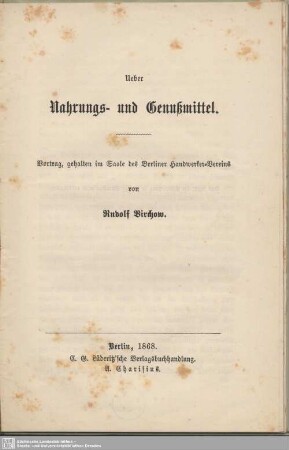 Ueber
Nahrungs- und Genußmittel.
Vortrag, gehalten im Saale des Berliner Handwerker-Vereins
von
Rudolf Virchow.
Berlin, 1868.
C. G. Lüderitz'sche Verlagsbuchhandlung.
A. Charisius.